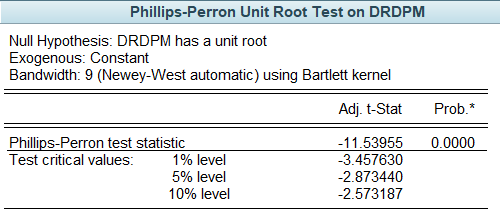 Phillips-Perron Unit Root Test on DRDPM
Null Hypothesis: DRDPM has a unit root
Exogenous: Constant
Bandwidth: 9 (Newey-West automatic) using Bartlett kernel
Adj. t-Stat Prob.*
Phillips-Perron test statistic -11.53955 0.0000
Test critical values: 1% level -3.457630
5% level -2.873440
10% level -2.573187